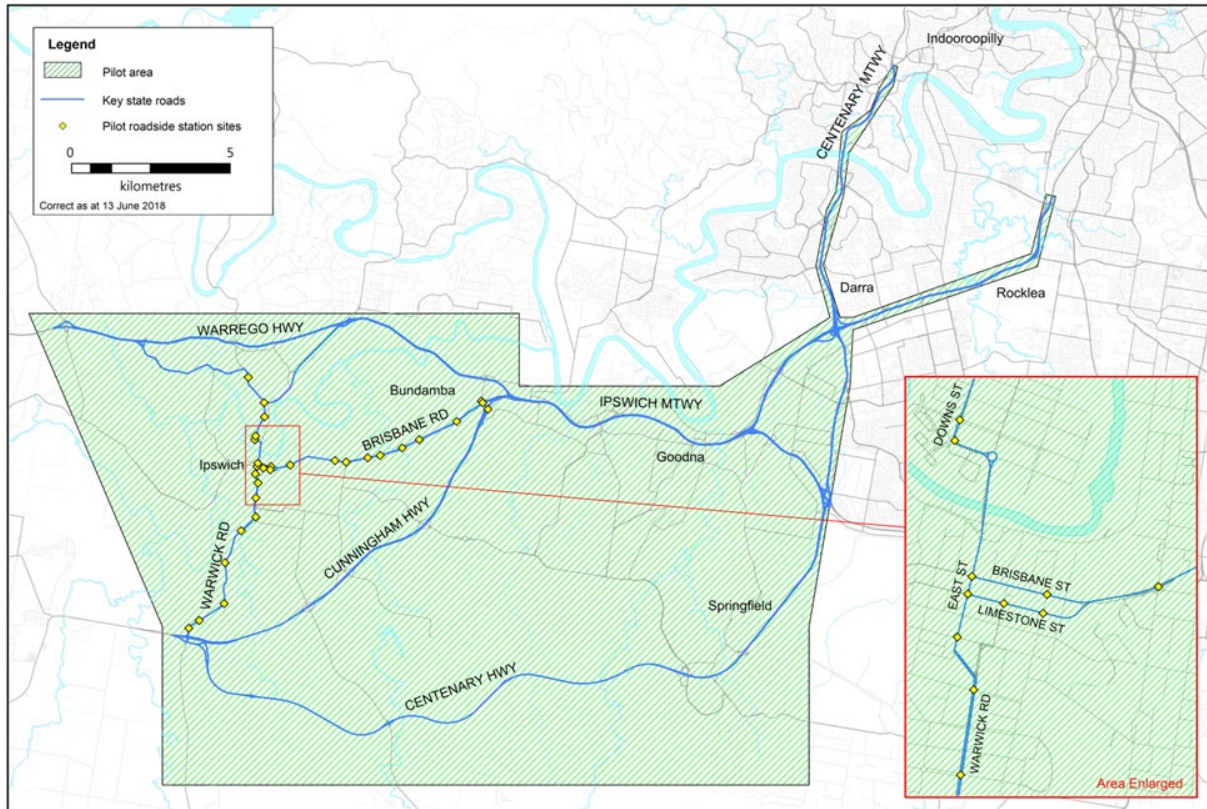 Legend
Pilot area
Key state roads
Pilot roadside station sites
0 5
kilometres
Correct as at 13 June 2018
Indooroopilly
CENTENARY MTWY
Darra
Rocklea
WARREGO HWY
Bundamba
BRISBANE RD
IPSWICH MTWY
Ipswich
Goodna
WARWICK RD
CUNNINGHAM HWY
Springfield
CENTENARY HWY
DOWNS ST
EAST ST
BRISBANE ST
LIMESTONE ST
WARWICK RD
Area Enlarged